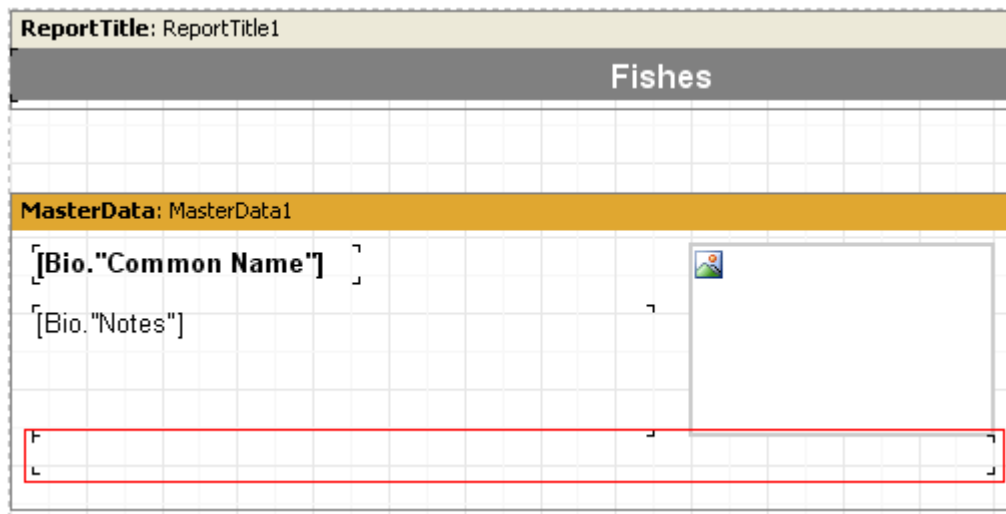 ReportTitle: ReportTitle1
Fishes
MasterData: MasterData1
[Bio."Common Name"]
[Bio."Notes"]